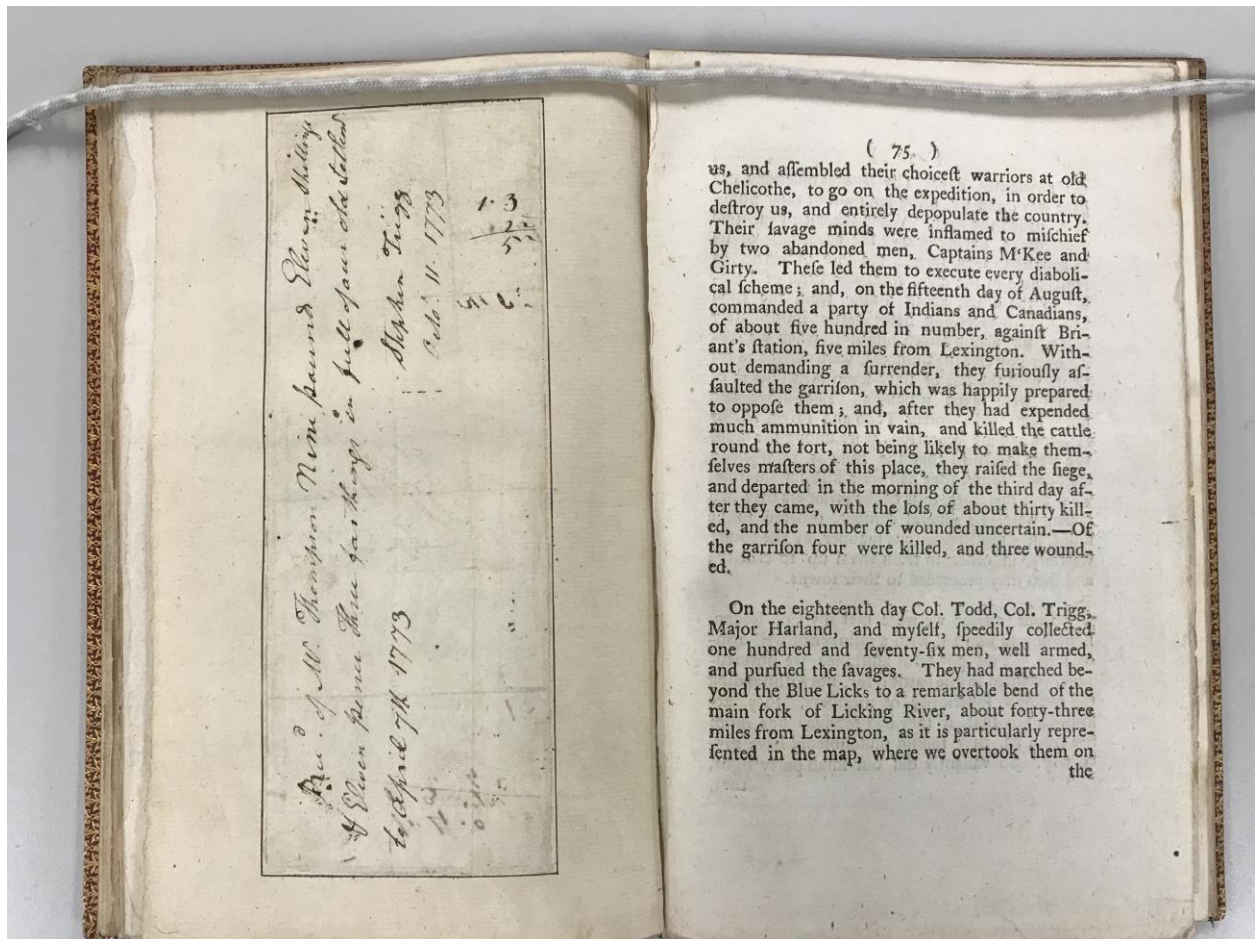 Rec.d of Mr. Thompson Nine pound Eleven Shillings
& Eleven pence three farthings in full of our old Settlem
to April 7th 1773
Stephen Trigg
Octo.r 11. 1773
( 75 )
us, and aſſembled their choiceſt warriors at old
Chelicothe, to go on the expedition, in order to
deſtroy us, and entirely depopulate the country.
Their ſavage minds were inflamed to miſchief
by two abandoned men, Captains M‘Kee and
Girty. Theſe led them to execute every diaboli-
cal ſcheme; and, on the fifteenth day of Auguſt,
commanded a party of Indians and Canadians,
of about five hundred in number, againſt Bri-
ant's ſtation, five miles from Lexington. With-
out demanding a ſurrender, they furiouſly aſ-
ſaulted the garriſon, which was happily prepared
to oppoſe them; and, after they had expended
much ammunition in vain, and killed the cattle
round the fort, not being likely to make them-
ſelves maſters of this place, they raiſed the ſiege,
and departed in the morning of the third day af-
ter they came, with the loſs of about thirty kill-
ed, and the number of wounded uncertain.—Of
the garriſon four were killed, and three wound-
ed.
On the eighteenth day Col. Todd, Col. Trigg,
Major Harland, and myſelf, ſpeedily collected
one hundred and ſeventy-ſix men, well armed,
and purſued the ſavages. They had marched be-
yond the Blue Licks to a remarkable bend of the
main fork of Licking River, about forty-three
miles from Lexington, as it is particularly repre-
ſented in the map, where we overtook them on
the